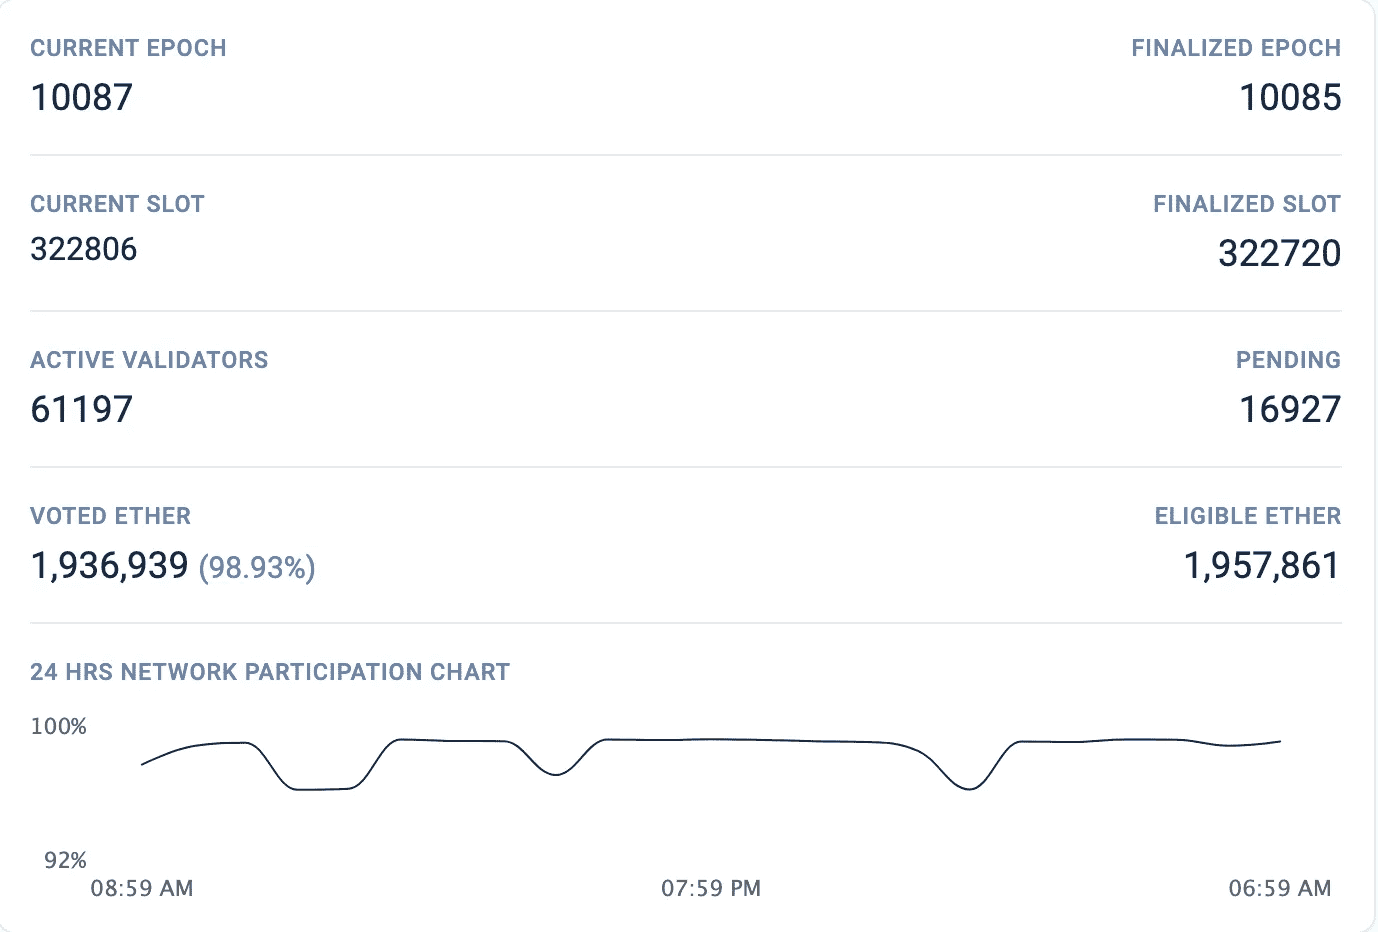 CURRENT EPOCH
FINALIZED EPOCH
10087
10085
CURRENT SLOT
FINALIZED SLOT
322806
322720
ACTIVE VALIDATORS
PENDING
61197
16927
VOTED ETHER
ELIGIBLE ETHER
1,936,939 (98.93%)
1,957,861
24 HRS NETWORK PARTICIPATION CHART
100%
92%
08:59 AM
07:59 PM
06:59 AM